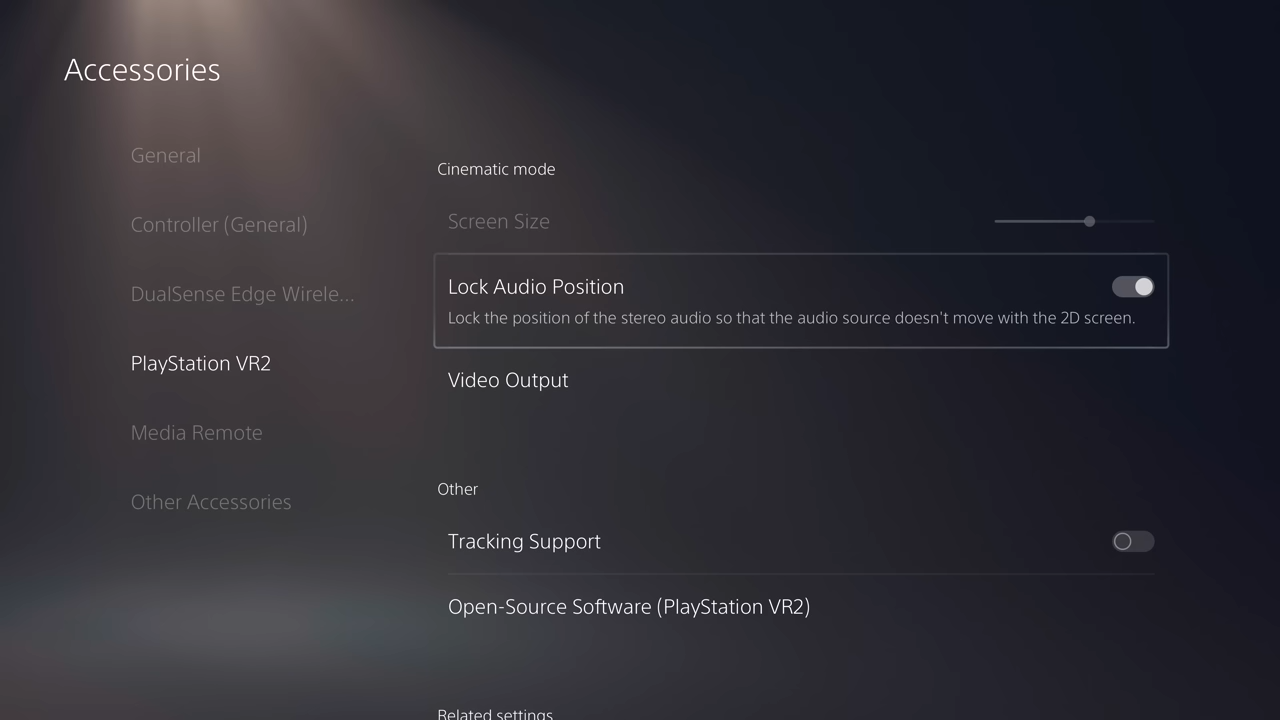 Accessories
General
Controller (General)
DualSense Edge Wirele...
PlayStation VR2
Media Remote
Other Accessories
Cinematic mode
Screen Size
Lock Audio Position
Lock the position of the stereo audio so that the audio source doesn't move with the 2D screen.
Video Output
Other
Tracking Support
Open-Source Software (PlayStation VR2)
Related settings